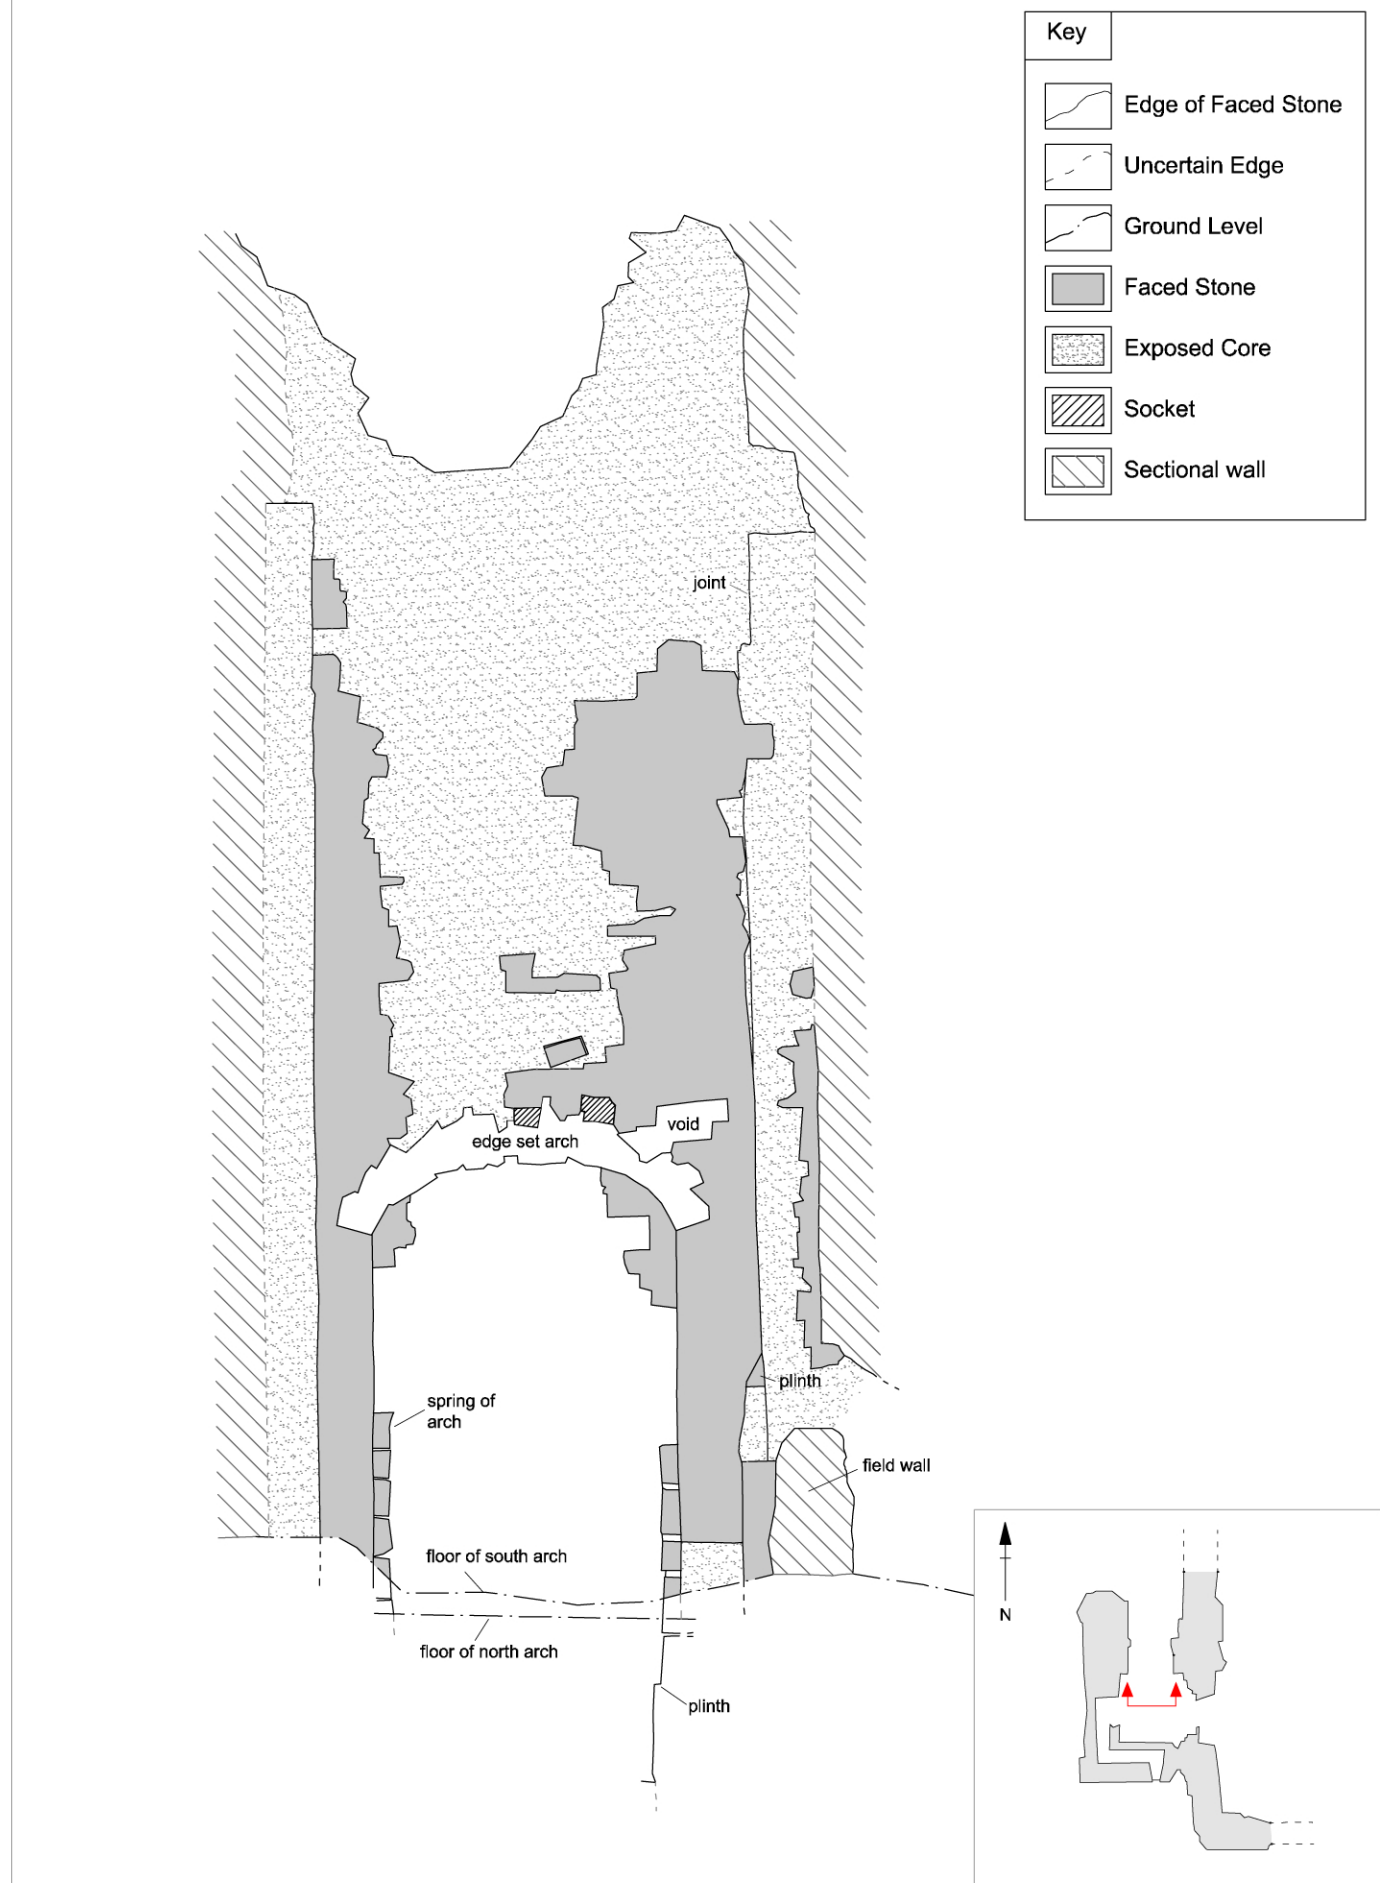 Key
Edge of Faced Stone
Uncertain Edge
Ground Level
Faced Stone
Exposed Core
Socket
Sectional wall
joint
void
edge set arch
plinth
spring of
arch
field wall
floor of south arch
floor of north arch
plinth
N